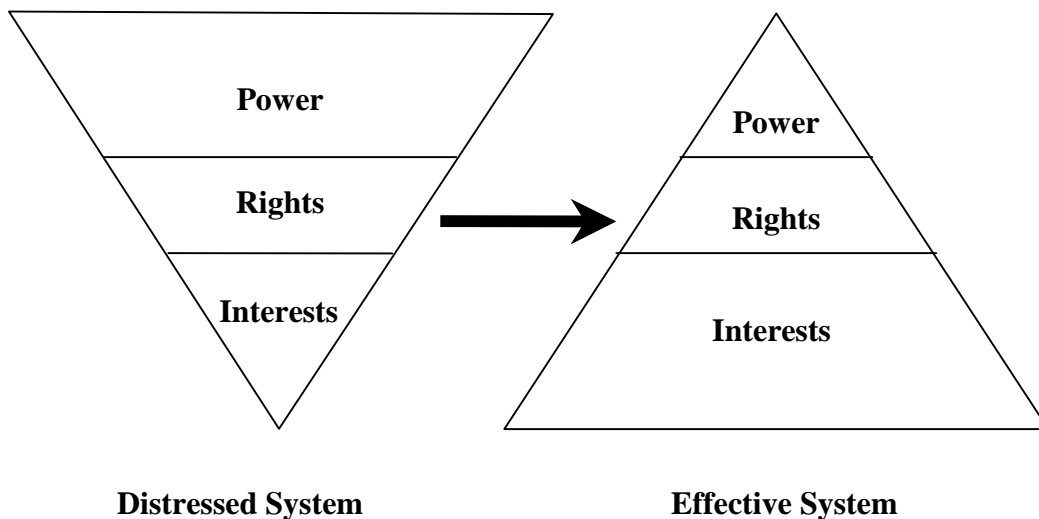 Power
Rights
Interests
Distressed System
Power
Rights
Interests
Effective System